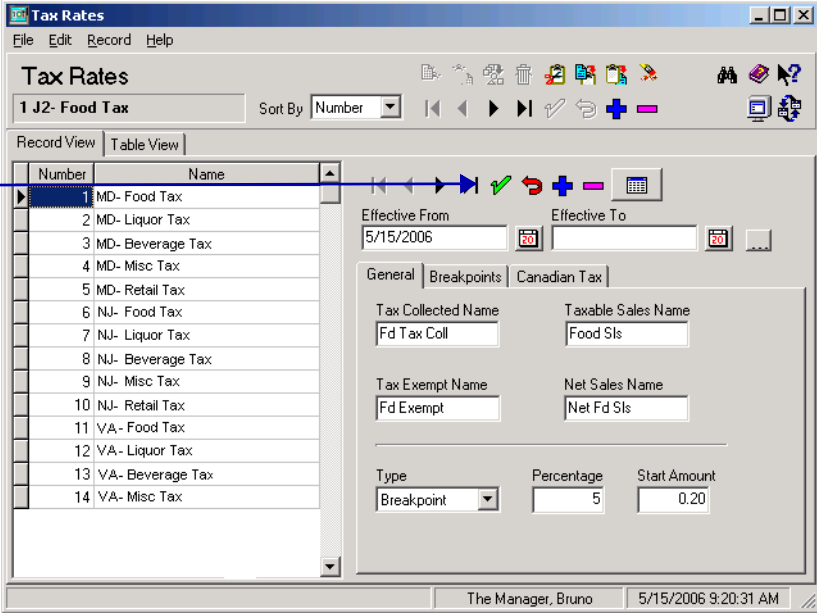 Tax Rates
File Edit Record Help
Tax Rates
1 J2- Food Tax Sort By Number
Record View Table View
Number Name
1 MD- Food Tax
2 MD- Liquor Tax
3 MD- Beverage Tax
4 MD- Misc Tax
5 MD- Retail Tax
6 NJ- Food Tax
7 NJ- Liquor Tax
8 NJ- Beverage Tax
9 NJ- Misc Tax
10 NJ- Retail Tax
11 VA- Food Tax
12 VA- Liquor Tax
13 VA- Beverage Tax
14 VA- Misc Tax
Effective From Effective To
5/15/2006 20 20 ...
General Breakpoints Canadian Tax
Tax Collected Name Taxable Sales Name
Fd Tax Coll Food Sls
Tax Exempt Name Net Sales Name
Fd Exempt Net Fd Sls
Type Percentage Start Amount
Breakpoint 5 0.20
The Manager, Bruno 5/15/2006 9:20:31 AM